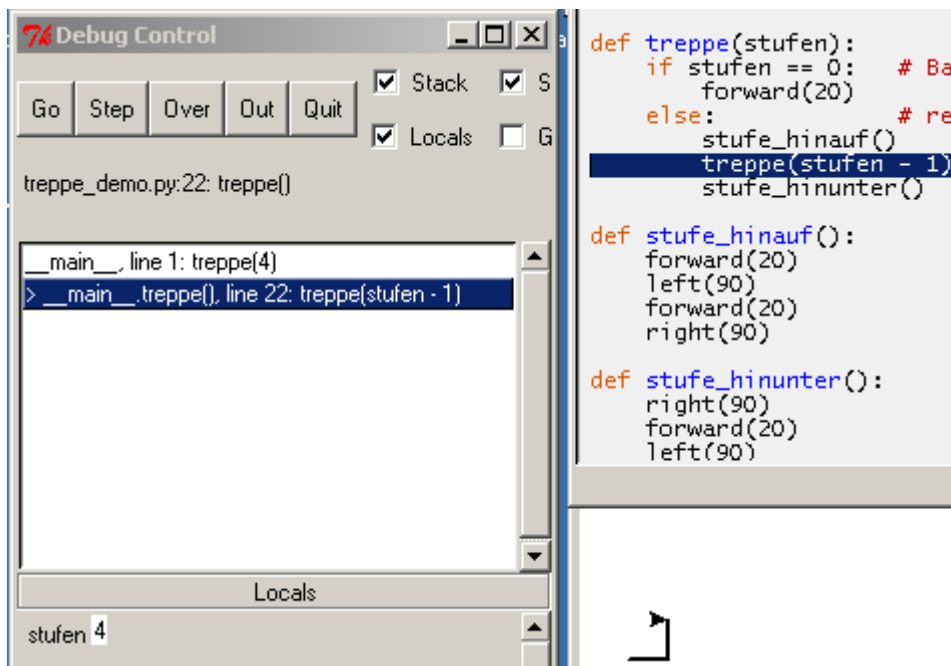 Debug Control
Go Step Over Out Quit
Stack S
Locals G
treppe_demo.py:22: treppe()
__main__, line 1: treppe(4)
> __main__.treppe(), line 22: treppe(stufen - 1)
Locals
stufen 4
def treppe(stufen):
if stufen == 0: # Ba
forward(20)
else: # re
stufe_hinauf()
treppe(stufen - 1)
stufe_hinunter()
def stufe_hinauf():
forward(20)
left(90)
forward(20)
right(90)
def stufe_hinunter():
right(90)
forward(20)
left(90)